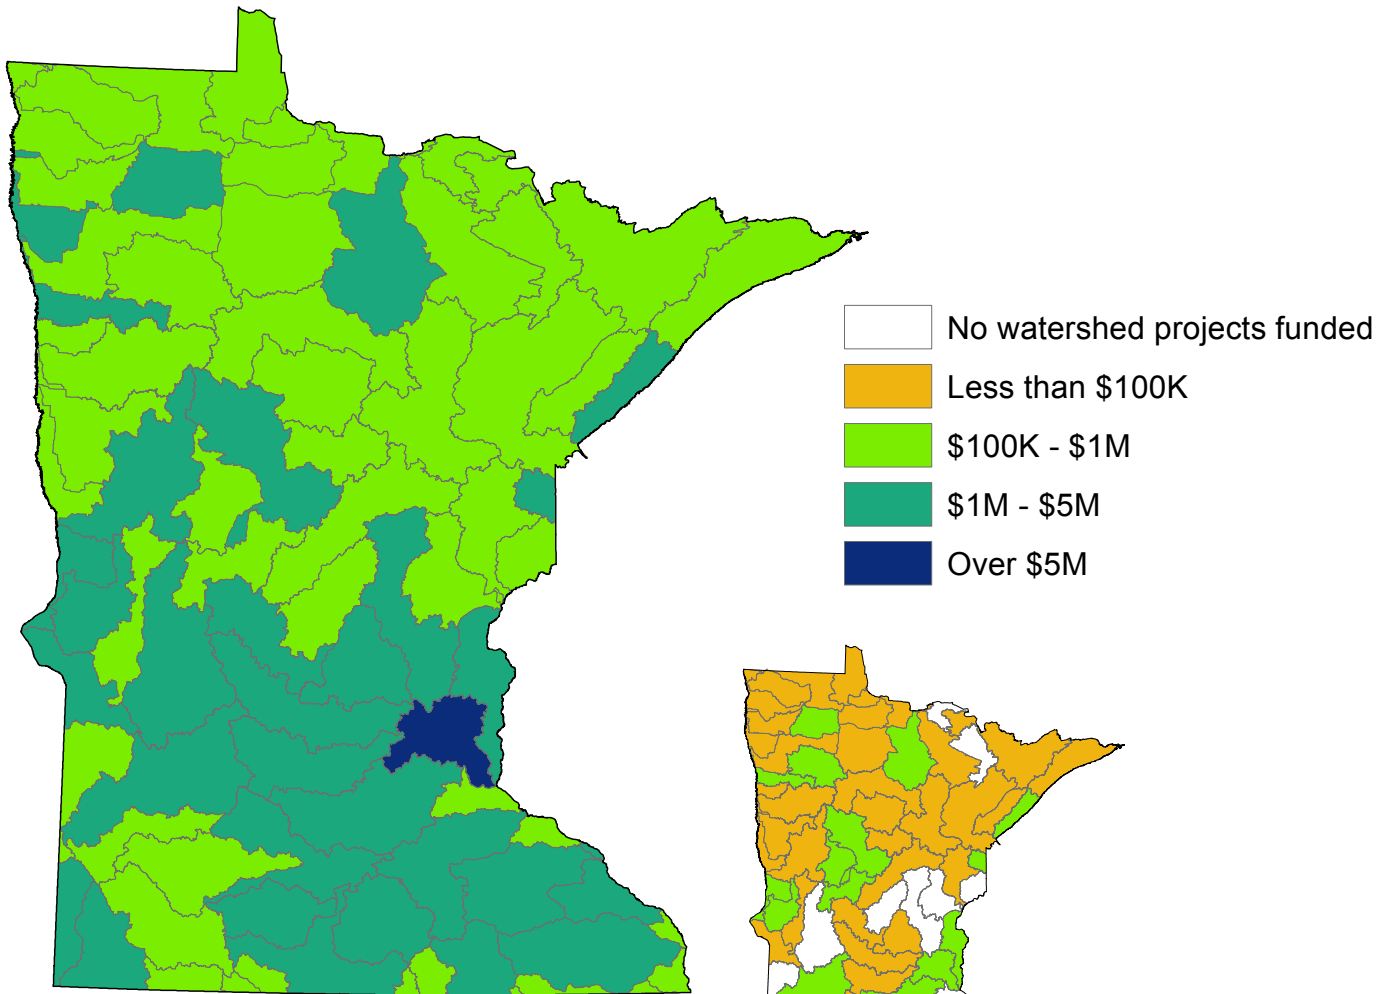 No watershed projects funded
Less than $100K
$100K - $1M
$1M - $5M
Over $5M